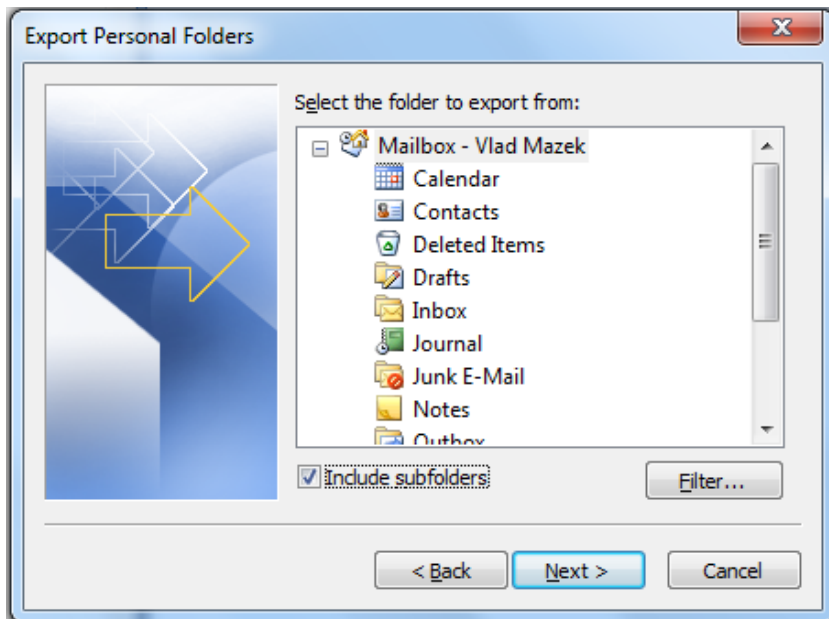 Export Personal Folders
Select the folder to export from:
Mailbox - Vlad Mazek
Calendar
Contacts
Deleted Items
Drafts
Inbox
Journal
Junk E-Mail
Notes
Outbox
Include subfolders
Filter...
< Back
Next >
Cancel